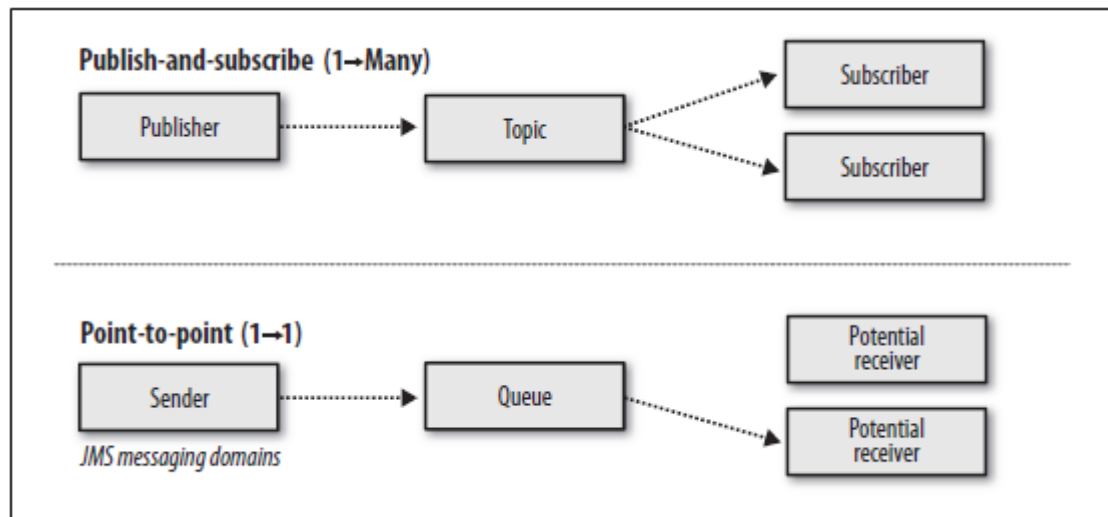 Publish-and-subscribe (1→Many)
Publisher
Topic
Subscriber
Subscriber
Point-to-point (1→1)
Sender
Queue
Potential
receiver
Potential
receiver
JMS messaging domains